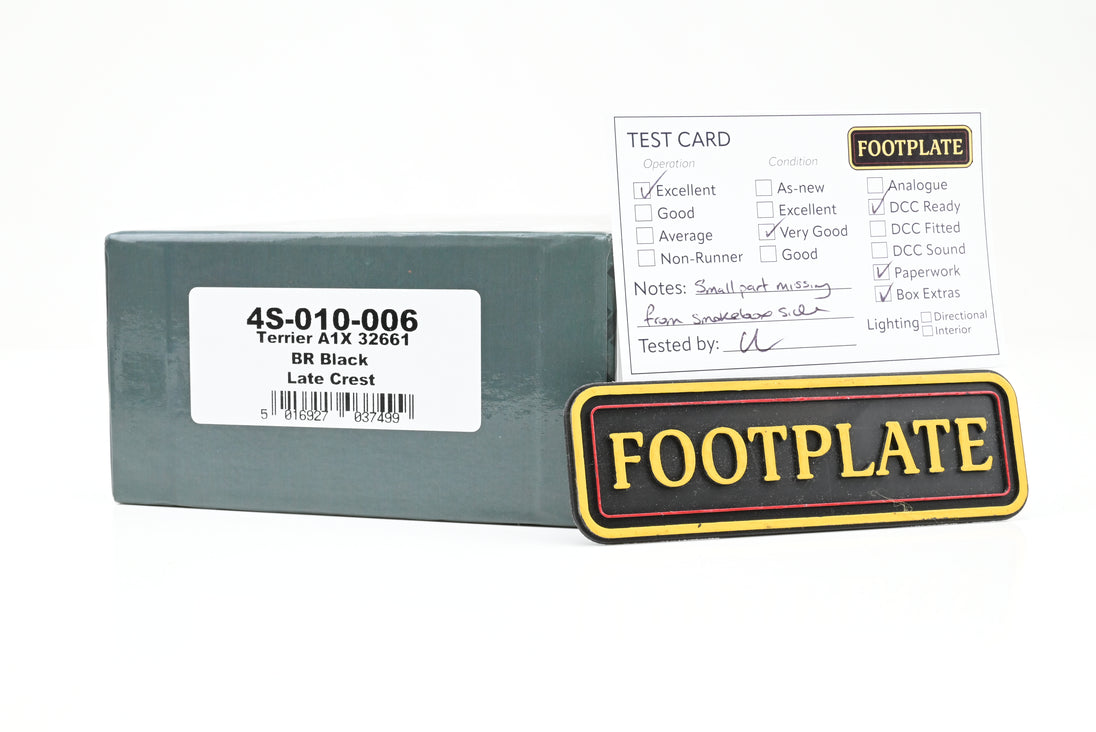 4S-010-006
Terrier A1X 32661
BR Black
Late Crest
5 016927 037499
TEST CARD
FOOTPLATE
Operation
Excellent
Good
Average
Non-Runner
Condition
As-new
Excellent
Very Good
Good
Analogue
DCC Ready
DCC Fitted
DCC Sound
Paperwork
Box Extras
Lighting
Directional
Interior
Notes: Small part missing
from smokebox side
Tested by:
FOOTPLATE